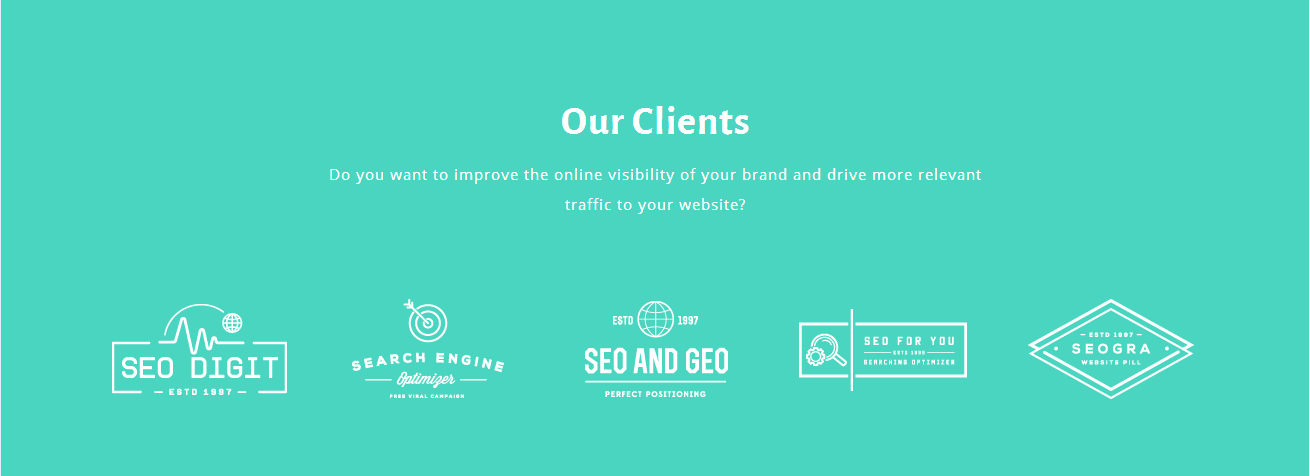 Our Clients
Do you want to improve the online visibility of your brand and drive more relevant
traffic to your website?
SEO DIGIT
ESTD 1997
SEARCH ENGINE
Optimizer
FREE VIRAL CAMPAIGN
ESTD 1997
SEO AND GEO
PERFECT POSITIONING
SEO FOR YOU
SEARCHING OPTIMIZER
ESTD 1997
SEOGRA
WEBSITE PILL